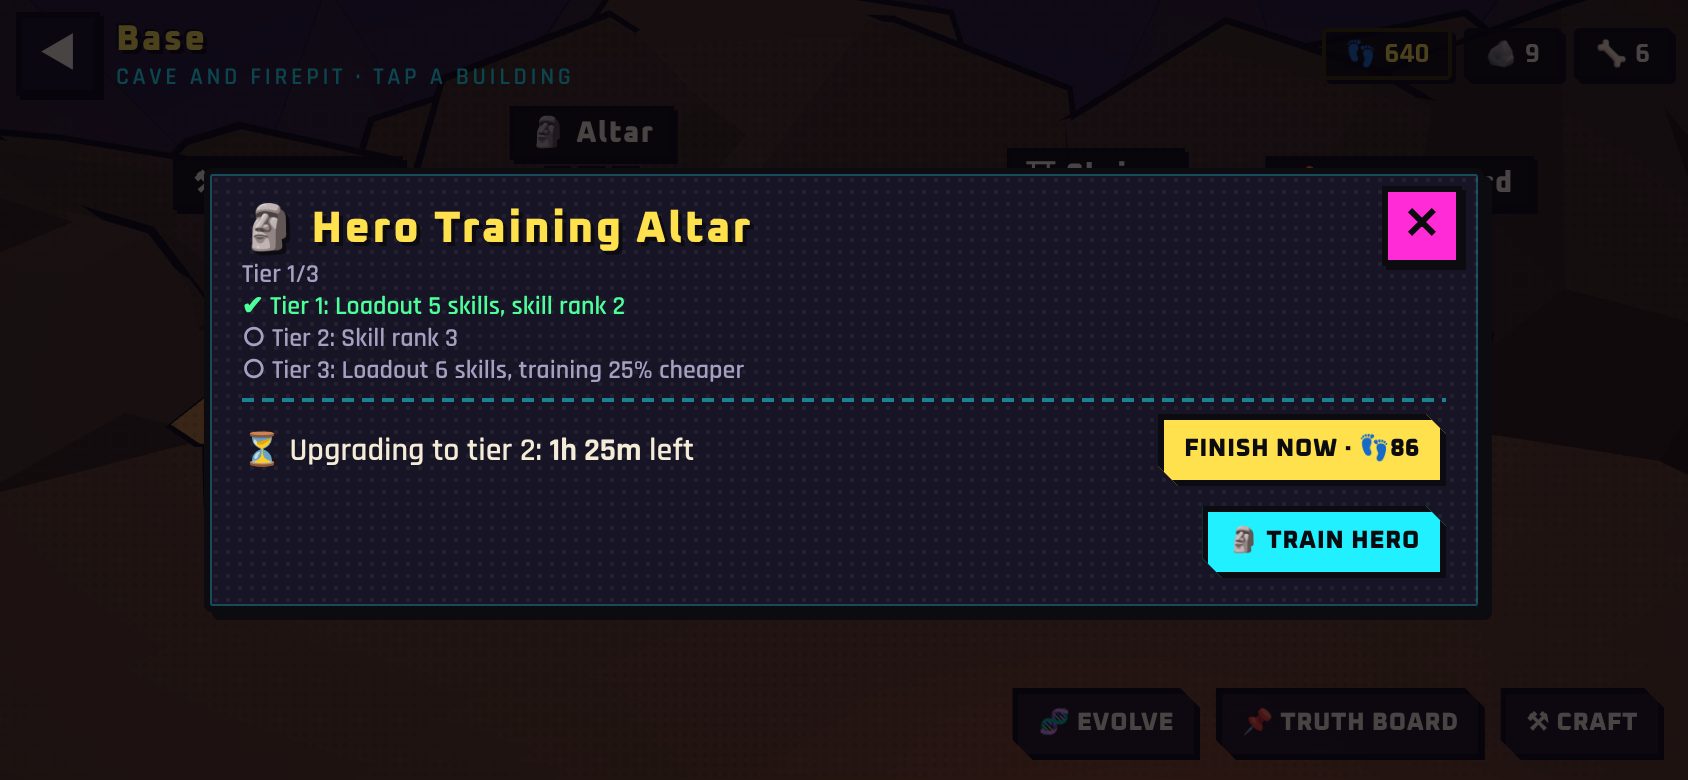 Base
CAVE AND FIREPIT · TAP A BUILDING
640
9
6
Altar
Hero Training Altar
Tier 1/3
✔ Tier 1: Loadout 5 skills, skill rank 2
○ Tier 2: Skill rank 3
○ Tier 3: Loadout 6 skills, training 25% cheaper
Upgrading to tier 2: 1h 25m left
FINISH NOW · 86
TRAIN HERO
EVOLVE
TRUTH BOARD
CRAFT